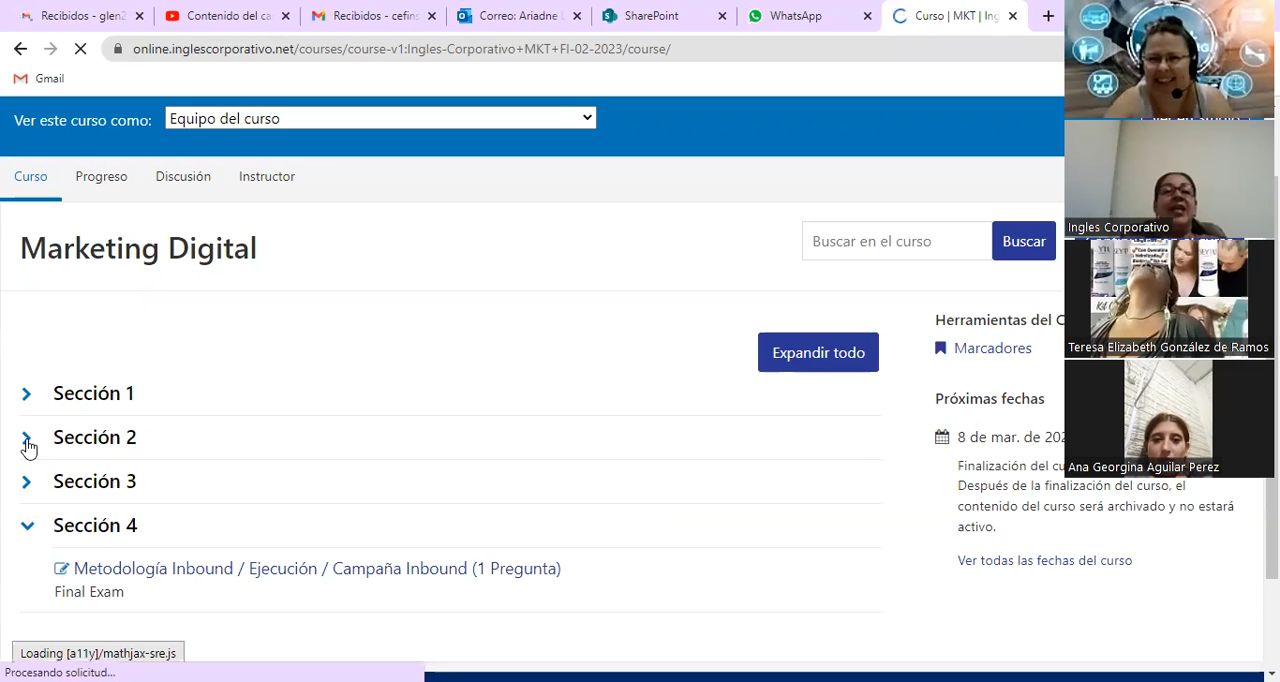 Recibidos - glen2
Contenido del ca
Recibidos - cefins
Correo: Ariadne L
SharePoint
WhatsApp
Curso | MKT | Ing
online.inglescorporativo.net/courses/course-v1:Ingles-Corporativo+MKT+FI-02-2023/course/
Gmail
Ver este curso como:
Equipo del curso
Curso
Progreso
Discusión
Instructor
Ingles Corporativo
Marketing Digital
Buscar en el curso
Buscar
Expandir todo
Herramientas del C
Marcadores
Teresa Elizabeth González de Ramos
Sección 1
Sección 2
Sección 3
Sección 4
Metodología Inbound / Ejecución / Campaña Inbound (1 Pregunta)
Final Exam
Próximas fechas
8 de mar. de 202
Finalización del cu
Ana Georgina Aguilar Perez
Después de la finalización del curso, el
contenido del curso será archivado y no estará
activo.
Ver todas las fechas del curso
Loading [a11y]/mathjax-sre.js
Procesando solicitud...